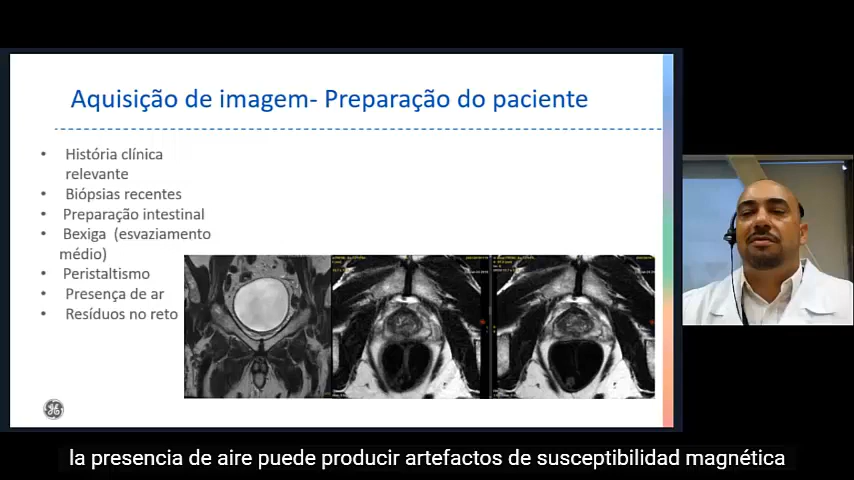 Aquisição de imagem- Preparação do paciente
• História clínica
relevante
• Biópsias recentes
• Preparação intestinal
• Bexiga (esvaziamento
médio)
• Peristaltismo
• Presença de ar
• Resíduos no reto
la presencia de aire puede producir artefactos de susceptibilidad magnética